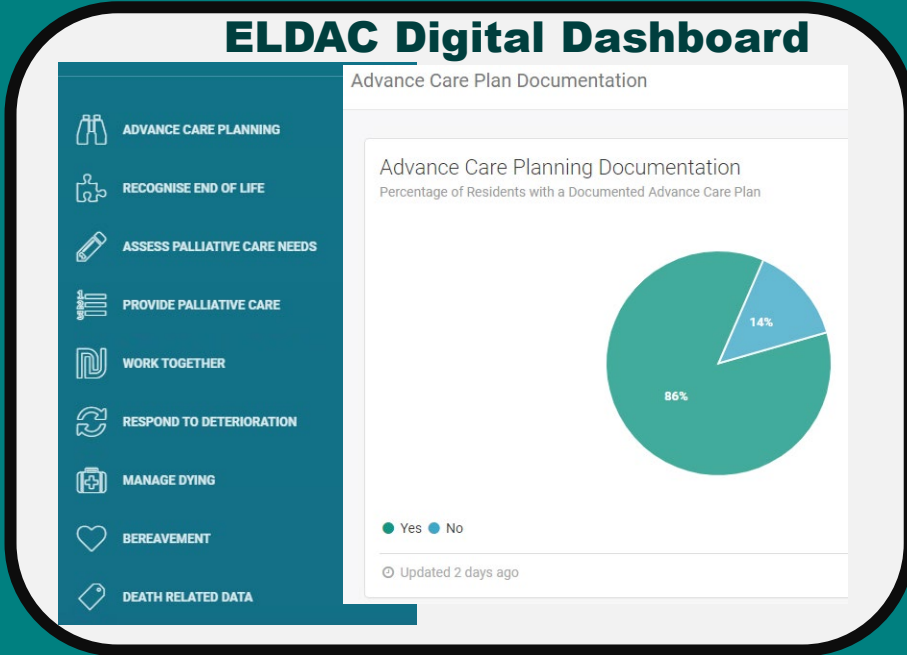 ELDAC Digital Dashboard
ADVANCE CARE PLANNING
RECOGNISE END OF LIFE
ASSESS PALLIATIVE CARE NEEDS
PROVIDE PALLIATIVE CARE
WORK TOGETHER
RESPOND TO DETERIORATION
MANAGE DYING
BEREAVEMENT
DEATH RELATED DATA
Advance Care Plan Documentation
Advance Care Planning Documentation
Percentage of Residents with a Documented Advance Care Plan
14%
86%
Yes No
Updated 2 days ago